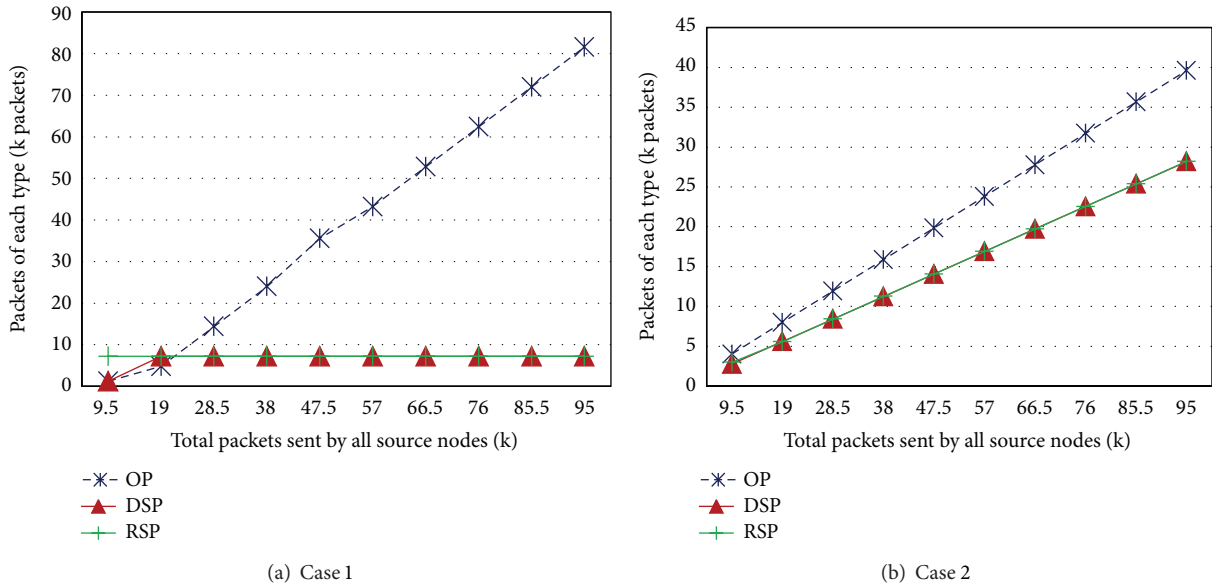 Packets of each type (k packets)
90
80
70
60
50
40
30
20
10
0
9.5 19 28.5 38 47.5 57 66.5 76 85.5 95
Total packets sent by all source nodes (k)
OP
DSP
RSP
(a) Case 1
Packets of each type (k packets)
45
40
35
30
25
20
15
10
5
0
9.5 19 28.5 38 47.5 57 66.5 76 85.5 95
Total packets sent by all source nodes (k)
OP
DSP
RSP
(b) Case 2